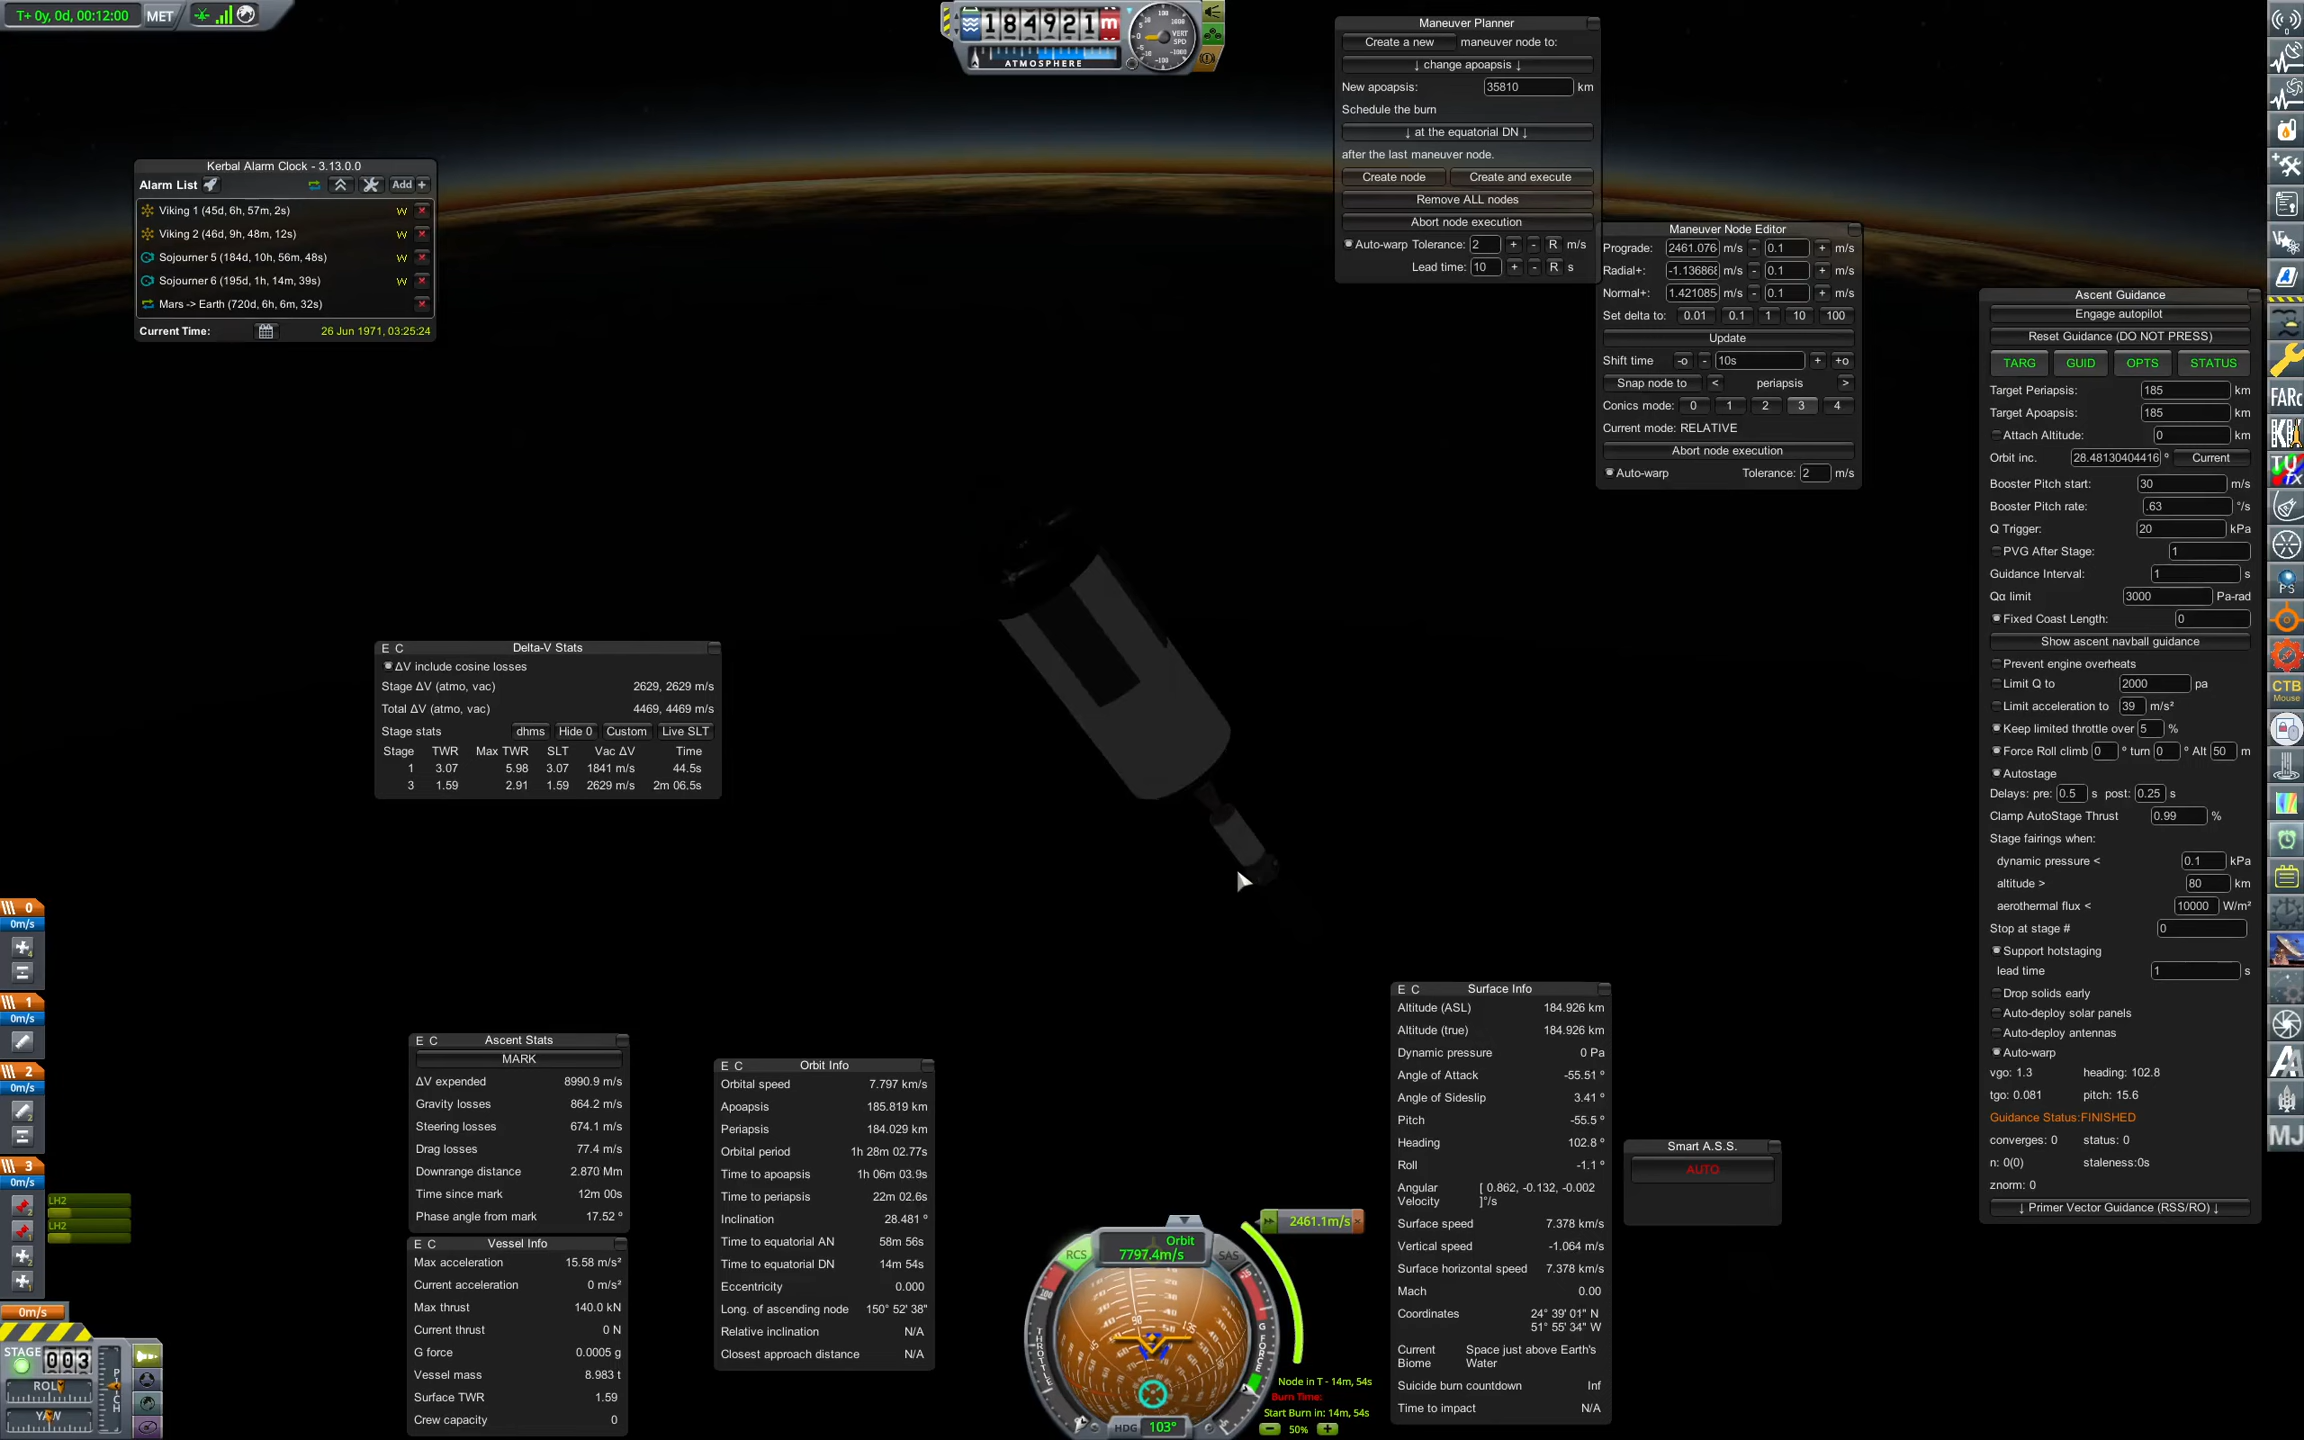 T+ 0y, 0d, 00:12:00 MET
184921m
ATMOSPHERE
VERT SPD
Maneuver Planner
Create a new maneuver node to:
↓ change apoapsis ↓
New apoapsis: 35810 km
Schedule the burn
↓ at the equatorial DN ↓
after the last maneuver node.
Create node Create and execute
Remove ALL nodes
Abort node execution
Auto-warp Tolerance: 2 + - R m/s
Lead time: 10 + - R s
Kerbal Alarm Clock - 3.13.0.0
Alarm List Add +
Viking 1 (45d, 6h, 57m, 2s) W
Viking 2 (46d, 9h, 48m, 12s) W
Sojourner 5 (184d, 10h, 56m, 48s) W
Sojourner 6 (195d, 1h, 14m, 39s) W
Mars -> Earth (720d, 6h, 6m, 32s)
Current Time: 26 Jun 1971, 03:25:24
Maneuver Node Editor
Prograde: 2461.076 m/s - 0.1 + m/s
Radial+: -1.13686 m/s - 0.1 + m/s
Normal+: 1.421085 m/s - 0.1 + m/s
Set delta to: 0.01 0.1 1 10 100
Update
Shift time -o - 10s + +o
Snap node to < periapsis >
Conics mode: 0 1 2 3 4
Current mode: RELATIVE
Abort node execution
Auto-warp Tolerance: 2 m/s
Ascent Guidance
Engage autopilot
Reset Guidance (DO NOT PRESS)
TARG GUID OPTS STATUS
Target Periapsis: 185 km
Target Apoapsis: 185 km
Attach Altitude: 0 km
Orbit inc. 28.48130404416 º Current
Booster Pitch start: 30 m/s
Booster Pitch rate: .63 °/s
Q Trigger: 20 kPa
PVG After Stage: 1
Guidance Interval: 1 s
Qα limit 3000 Pa-rad
Fixed Coast Length: 0
Show ascent navball guidance
Prevent engine overheats
Limit Q to 2000 pa
Limit acceleration to 39 m/s²
Keep limited throttle over 5 %
Force Roll climb 0 º turn 0 º Alt 50 m
Autostage
Delays: pre: 0.5 s post: 0.25 s
Clamp AutoStage Thrust 0.99 %
Stage fairings when:
dynamic pressure < 0.1 kPa
altitude > 80 km
aerothermal flux < 10000 W/m²
Stop at stage # 0
Support hotstaging
lead time 1 s
Drop solids early
Auto-deploy solar panels
Auto-deploy antennas
Auto-warp
vgo: 1.3 heading: 102.8
tgo: 0.081 pitch: 15.6
Guidance Status:FINISHED
converges: 0 status: 0
n: 0(0) staleness:0s
znorm: 0
↓ Primer Vector Guidance (RSS/RO) ↓
FARc
PS
CTB
Mouse
MJ
E C Delta-V Stats
ΔV include cosine losses
Stage ΔV (atmo, vac) 2629, 2629 m/s
Total ΔV (atmo, vac) 4469, 4469 m/s
Stage stats dhms Hide 0 Custom Live SLT
Stage TWR Max TWR SLT Vac ΔV Time
1 3.07 5.98 3.07 1841 m/s 44.5s
3 1.59 2.91 1.59 2629 m/s 2m 06.5s
0
0m/s
1
0m/s
2
0m/s
3
0m/s
LH2
LH2
0m/s
STAGE 003
ROLL
YAW
PITCH
E C Ascent Stats
MARK
ΔV expended 8990.9 m/s
Gravity losses 864.2 m/s
Steering losses 674.1 m/s
Drag losses 77.4 m/s
Downrange distance 2.870 Mm
Time since mark 12m 00s
Phase angle from mark 17.52 º
E C Vessel Info
Max acceleration 15.58 m/s²
Current acceleration 0 m/s²
Max thrust 140.0 kN
Current thrust 0 N
G force 0.0005 g
Vessel mass 8.983 t
Surface TWR 1.59
Crew capacity 0
E C Orbit Info
Orbital speed 7.797 km/s
Apoapsis 185.819 km
Periapsis 184.029 km
Orbital period 1h 28m 02.77s
Time to apoapsis 1h 06m 03.9s
Time to periapsis 22m 02.6s
Inclination 28.481 º
Time to equatorial AN 58m 56s
Time to equatorial DN 14m 54s
Eccentricity 0.000
Long. of ascending node 150° 52' 38"
Relative inclination N/A
Closest approach distance N/A
E C Surface Info
Altitude (ASL) 184.926 km
Altitude (true) 184.926 km
Dynamic pressure 0 Pa
Angle of Attack -55.51 º
Angle of Sideslip 3.41 º
Pitch -55.5 º
Heading 102.8 º
Roll -1.1 º
Angular Velocity [ 0.862, -0.132, -0.002 ]°/s
Surface speed 7.378 km/s
Vertical speed -1.064 m/s
Surface horizontal speed 7.378 km/s
Mach 0.00
Coordinates 24° 39' 01" N
51° 55' 34" W
Current Biome Space just above Earth's Water
Suicide burn countdown Inf
Time to impact N/A
Smart A.S.S.
AUTO
2461.1m/s
RCS Orbit SAS
7797.4m/s
THROTTLE
G FORCE
HDG 103°
Node in T - 14m, 54s
Burn Time:
Start Burn in: 14m, 54s
50%